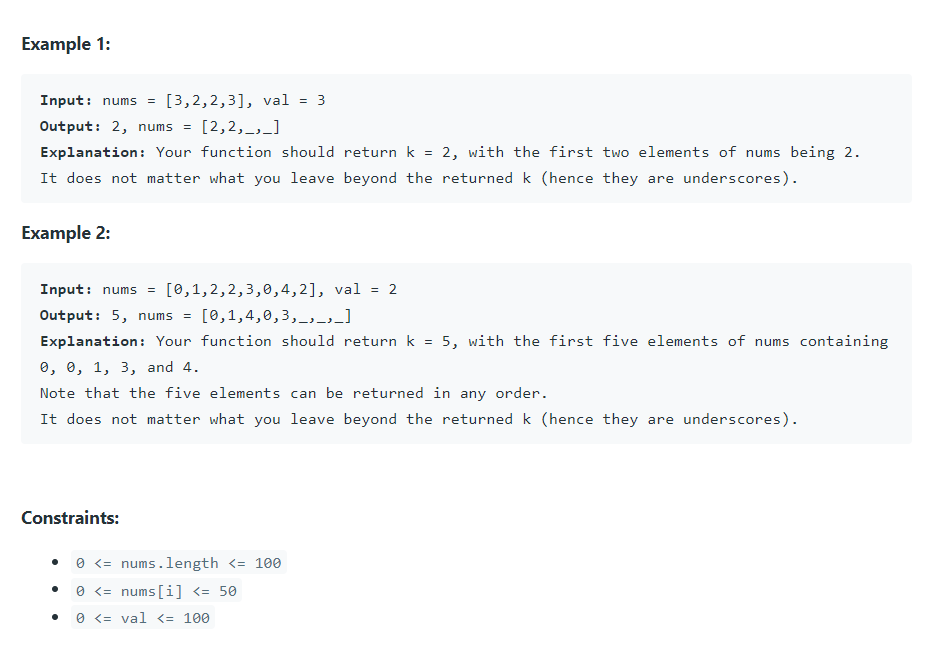 Example 1:
Input: nums = [3,2,2,3], val = 3
Output: 2, nums = [2,2,_,_]
Explanation: Your function should return k = 2, with the first two elements of nums being 2.
It does not matter what you leave beyond the returned k (hence they are underscores).
Example 2:
Input: nums = [0,1,2,2,3,0,4,2], val = 2
Output: 5, nums = [0,1,4,0,3,_,_,_]
Explanation: Your function should return k = 5, with the first five elements of nums containing
0, 0, 1, 3, and 4.
Note that the five elements can be returned in any order.
It does not matter what you leave beyond the returned k (hence they are underscores).
Constraints:
• 0 <= nums.length <= 100
• 0 <= nums[i] <= 50
• 0 <= val <= 100